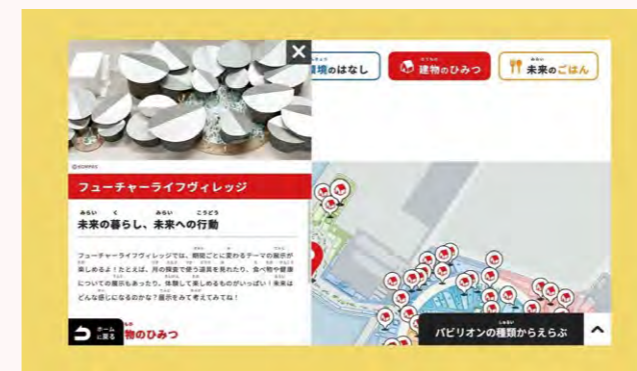 環境のはなし
建物のひみつ
未来のごはん
フューチャーライフヴィレッジ
未来の暮らし、未来への行動
フューチャーライフヴィレッジでは、期間ごとに変わるテーマの展示が
楽しめるよ！たとえば、月の探査で使う道具を見れたり、食べ物や健康
についての展示もあったり、体験して楽しめるものがいっぱい！未来は
どんな感じになるのかな？展示をみて考えてみてね！
ホーム
に戻る
物のひみつ
パビリオンの種類からえらぶ